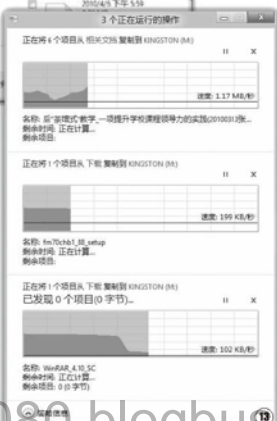 2010/4/5 下午 5:59
3 个正在运行的操作
正在将 6 个项目从 相关文档 复制到 KINGSTON (M:)
速度: 1.17 MB/秒
名称: 后"茶馆式"教学_一项提升学校课程领导力的实践(20100313)张...
剩余时间: 正在计算...
剩余项目:
正在将 1 个项目从 下载 复制到 KINGSTON (M:)
速度: 199 KB/秒
名称: fm70chb1_88_setup
剩余时间: 正在计算...
剩余项目:
正在将 1 个项目从 下载 复制到 KINGSTON (M:)
已发现 0 个项目(0 字节)...
速度: 102 KB/秒
名称: WinRAR_4.10_SC
剩余时间: 正在计算...
剩余项目: 0 (0 字节)
简略信息
13